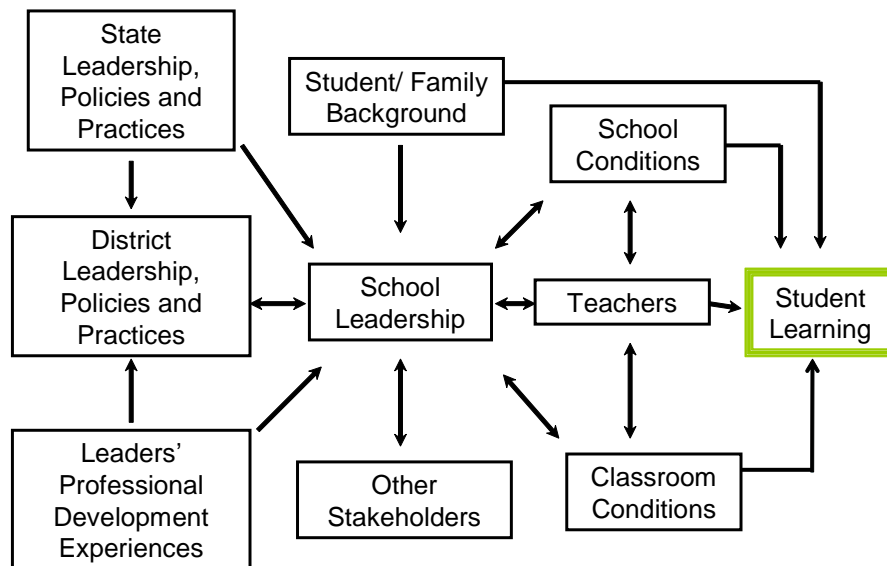 State
Leadership,
Policies and
Practices
Student/ Family
Background
School
Conditions
District
Leadership,
Policies and
Practices
School
Leadership
Teachers
Student
Learning
Leaders’
Professional
Development
Experiences
Other
Stakeholders
Classroom
Conditions